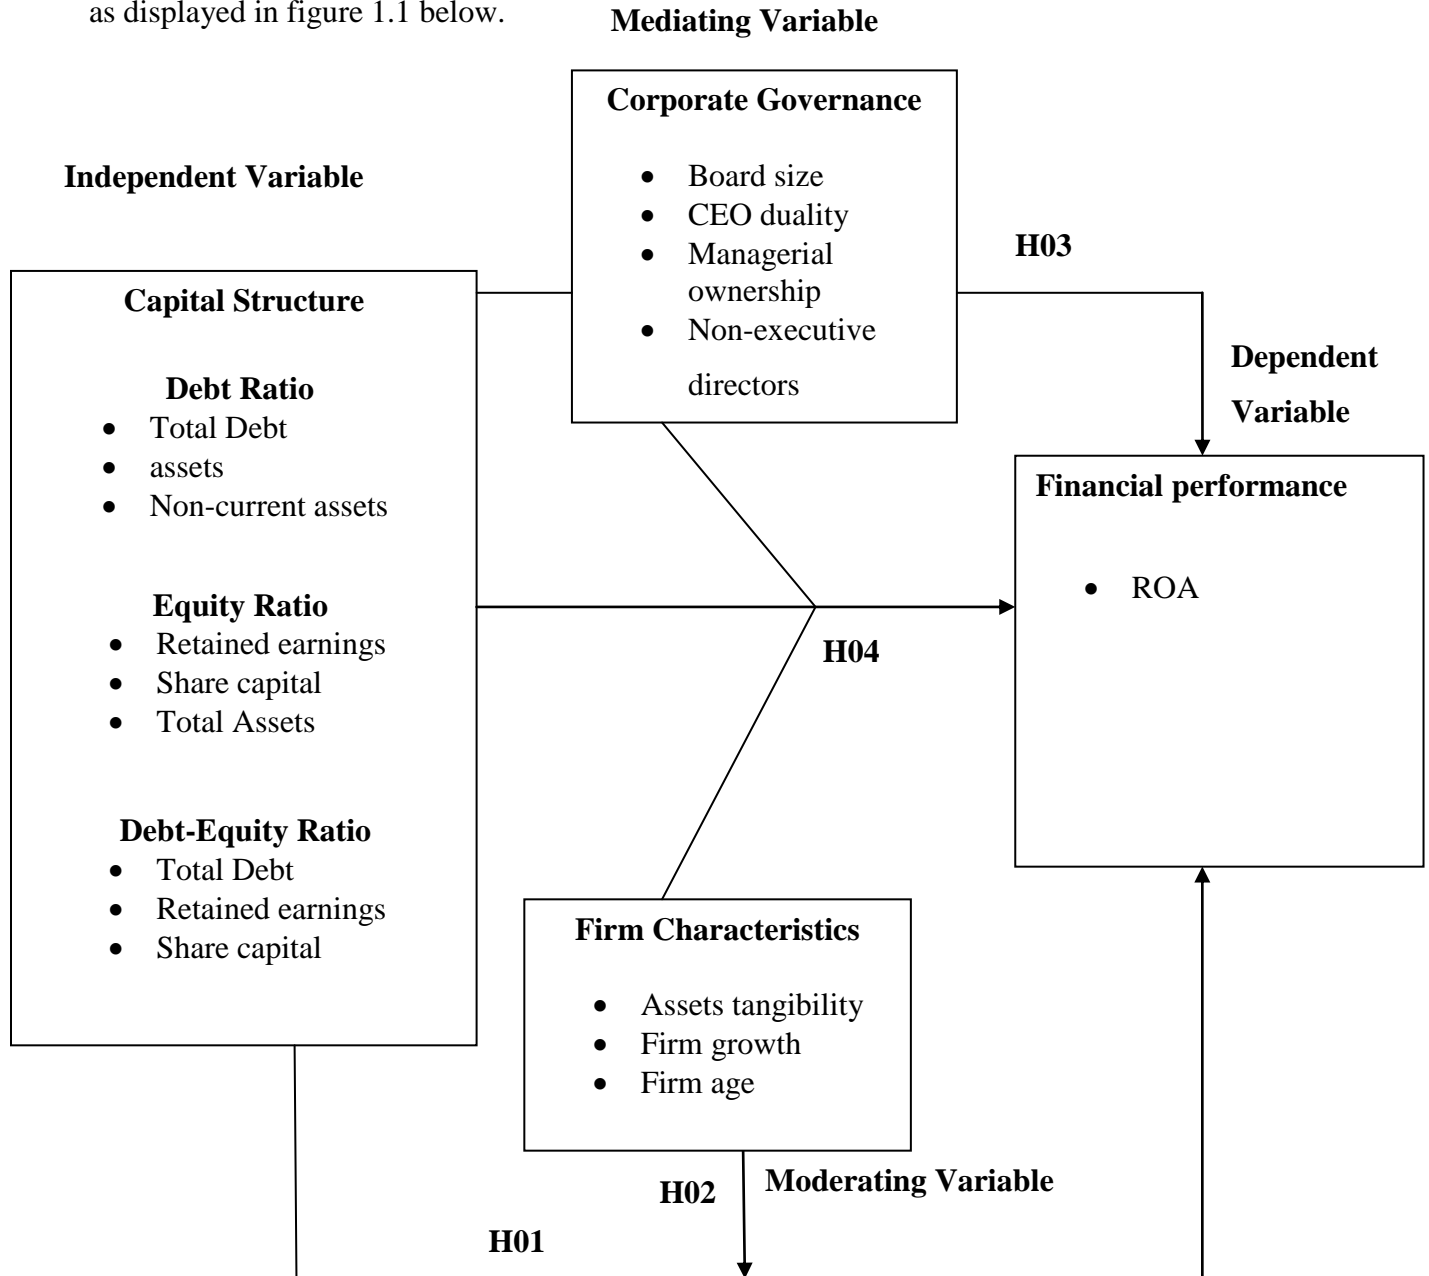 as displayed in figure 1.1 below.
Mediating Variable
Corporate Governance
• Board size
• CEO duality
• Managerial
ownership
• Non-executive
directors
Independent Variable
H03
Capital Structure
Debt Ratio
• Total Debt
• assets
• Non-current assets
Equity Ratio
• Retained earnings
• Share capital
• Total Assets
Debt-Equity Ratio
• Total Debt
• Retained earnings
• Share capital
Dependent
Variable
Financial performance
• ROA
H04
Firm Characteristics
• Assets tangibility
• Firm growth
• Firm age
H02
Moderating Variable
H01